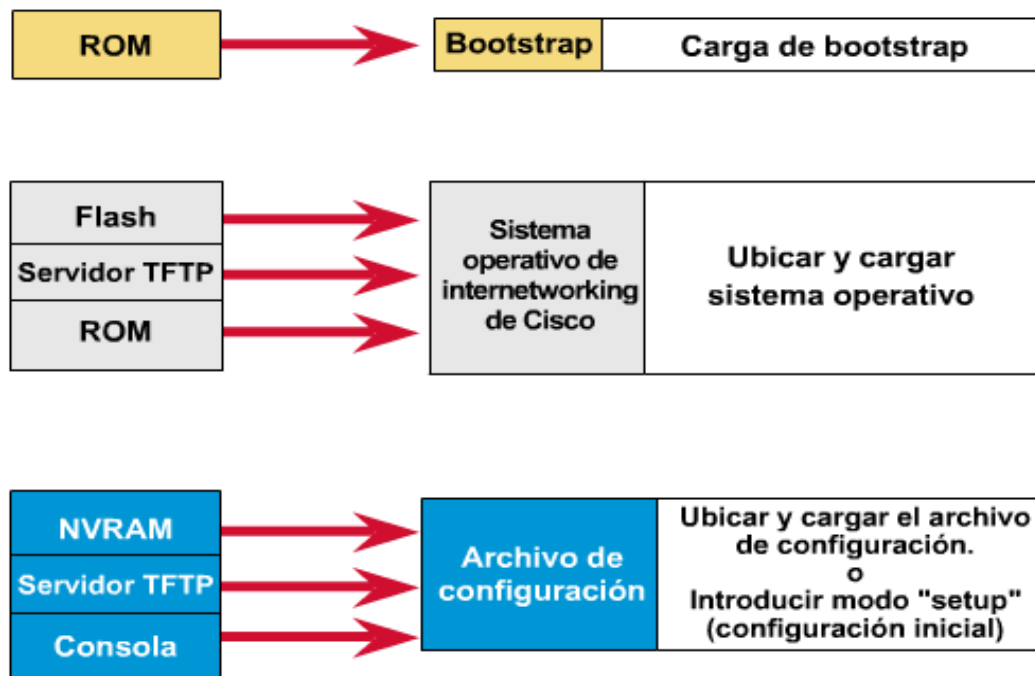 ROM
Bootstrap
Carga de bootstrap
Flash
Servidor TFTP
ROM
Sistema
operativo de
internetworking
de Cisco
Ubicar y cargar
sistema operativo
NVRAM
Servidor TFTP
Consola
Archivo de
configuración
Ubicar y cargar el archivo
de configuración.
o
Introducir modo "setup"
(configuración inicial)